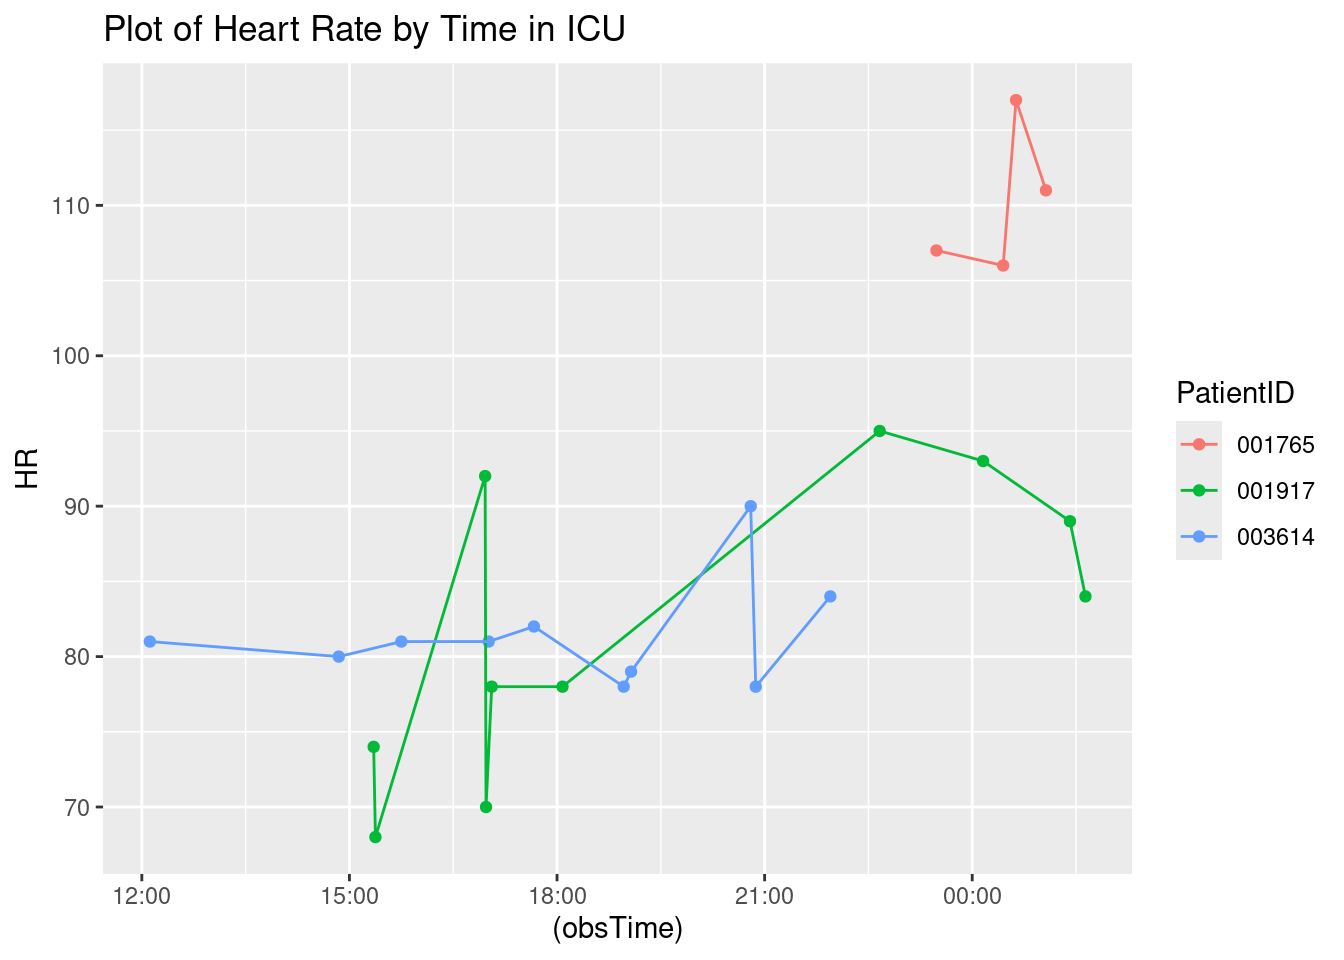 Plot of Heart Rate by Time in ICU
HR
110
100
90
80
70
12:00 15:00 18:00 21:00 00:00
(obsTime)
PatientID
001765
001917
003614